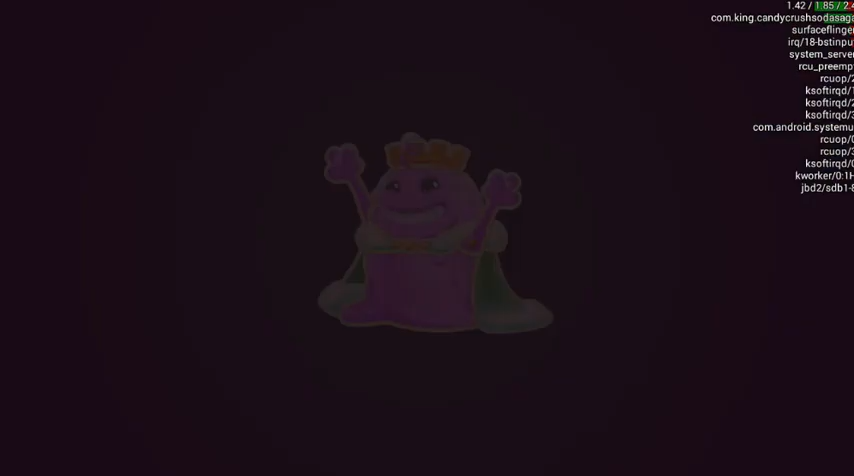 1.42 / 1.85 / 2.4
com.king.candycrushsodasaga
surfaceflinger
irq/18-bstinpu
system_server
rcu_preemp
rcuop/2
ksoftirqd/1
ksoftirqd/2
ksoftirqd/3
com.android.systemu
rcuop/0
rcuop/3
ksoftirqd/0
kworker/0:1H
jbd2/sdb1-8